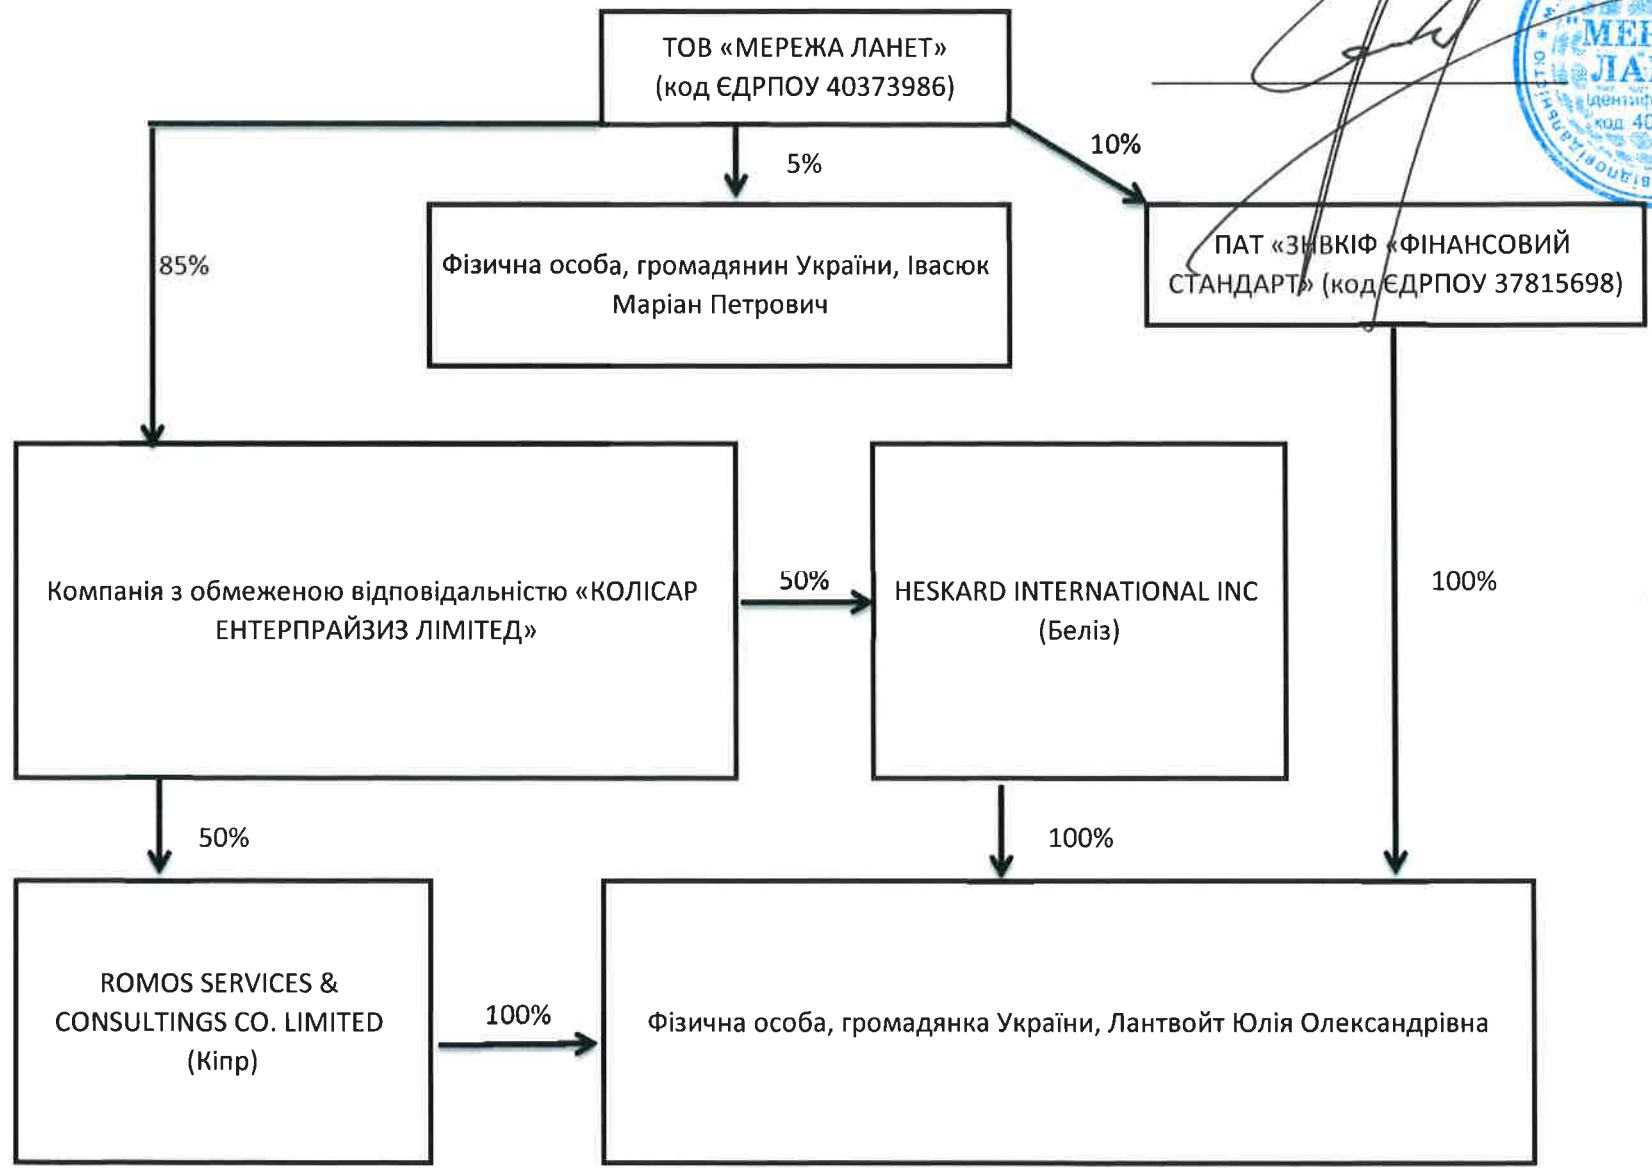 ТОВ «МЕРЕЖА ЛАНЕТ»
(код ЄДРПОУ 40373986)
10%
5%
85%
Фізична особа, громадянин України, Івасюк
Маріан Петрович
ПАТ «ЗНВКІФ «ФІНАНСОВИЙ
СТАНДАРТ» (код ЄДРПОУ 37815698)
Компанія з обмеженою відповідальністю «КОЛІСАР
ЕНТЕРПРАЙЗИЗ ЛІМІТЕД»
50%
HESKARD INTERNATIONAL INC
(Беліз)
100%
50%
100%
ROMOS SERVICES &
CONSULTINGS CO. LIMITED
(Кіпр)
100%
Фізична особа, громадянка України, Лантвойт Юлія Олександрівна